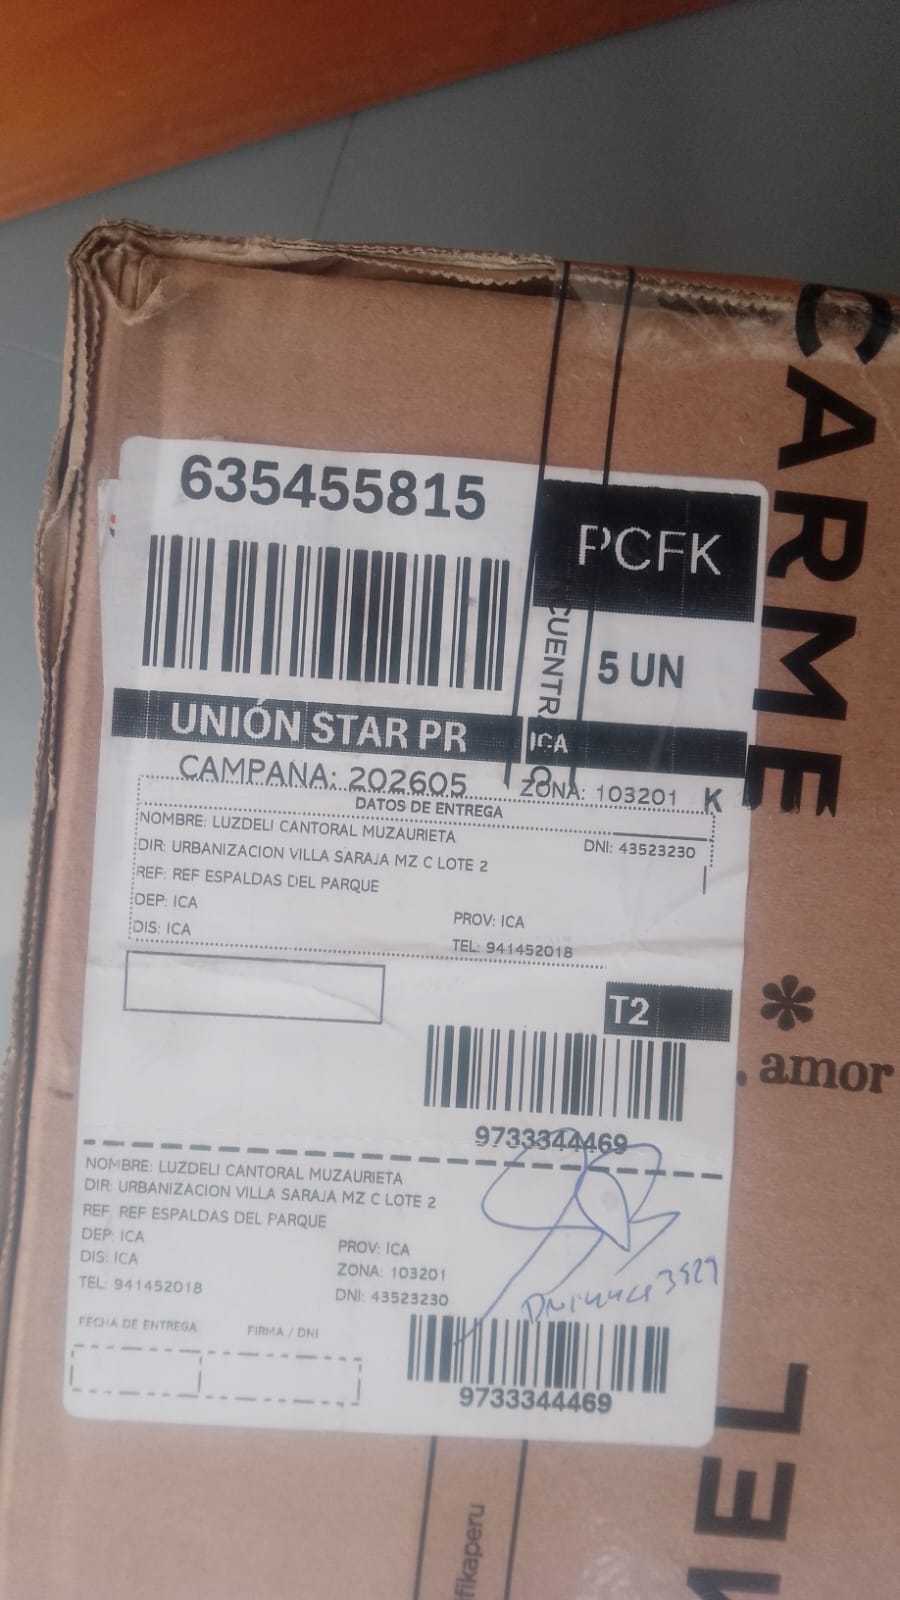 635455815
PCFK
CUENTR
5 UN
UNIÓN STAR PR
ICA
CAMPAÑA: 202605
ZONA: 103201 K
DATOS DE ENTREGA
NOMBRE: LUZDELI CANTORAL MUZAURIETA
DNI: 43523230
DIR: URBANIZACION VILLA SARAJA MZ C LOTE 2
REF: REF ESPALDAS DEL PARQUE
DEP: ICA
PROV: ICA
DIS: ICA
TEL: 941452018
T2
9733344469
NOMBRE: LUZDELI CANTORAL MUZAURIETA
DIR: URBANIZACION VILLA SARAJA MZ C LOTE 2
REF: REF ESPALDAS DEL PARQUE
DEP: ICA
PROV: ICA
DIS: ICA
ZONA: 103201
TEL: 941452018
DNI: 43523230
FECHA DE ENTREGA
FIRMA / DNI
DNI
9733344469
CARME
amor
fikaperu